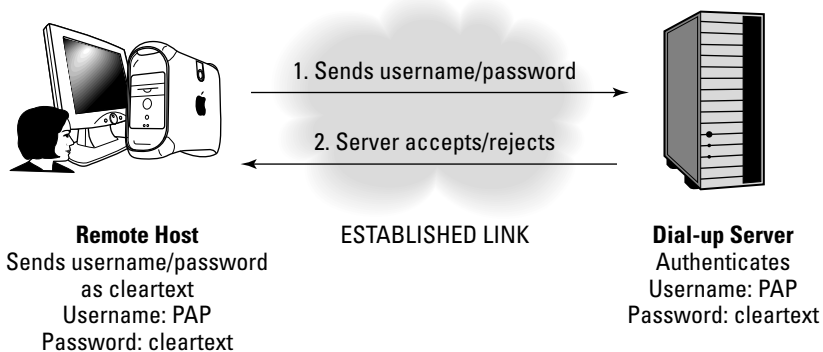 1. Sends username/password
2. Server accepts/rejects
Remote Host
Sends username/password
as cleartext
Username: PAP
Password: cleartext
ESTABLISHED LINK
Dial-up Server
Authenticates
Username: PAP
Password: cleartext